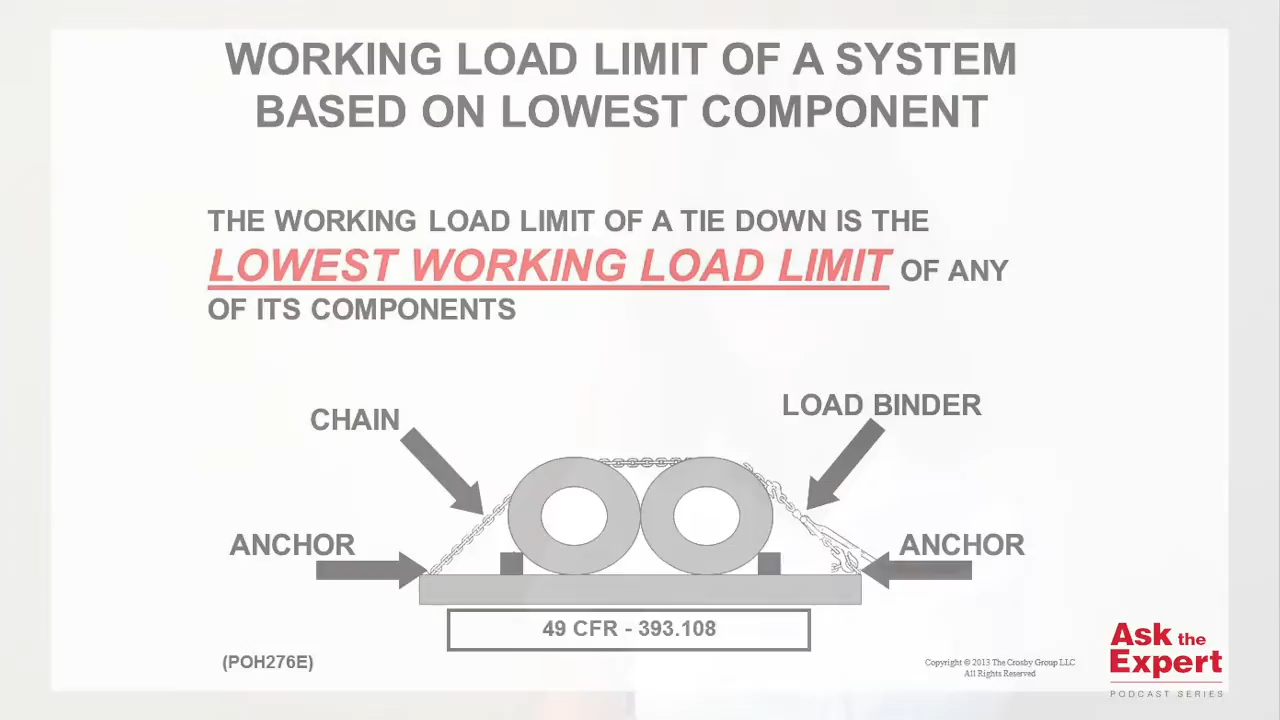 WORKING LOAD LIMIT OF A SYSTEM
BASED ON LOWEST COMPONENT
THE WORKING LOAD LIMIT OF A TIE DOWN IS THE
LOWEST WORKING LOAD LIMIT OF ANY
OF ITS COMPONENTS
CHAIN
LOAD BINDER
ANCHOR
ANCHOR
49 CFR - 393.108
(POH276E)
Copyright © 2013 The Crosby Group LLC
All Rights Reserved
Ask the
Expert
PODCAST SERIES